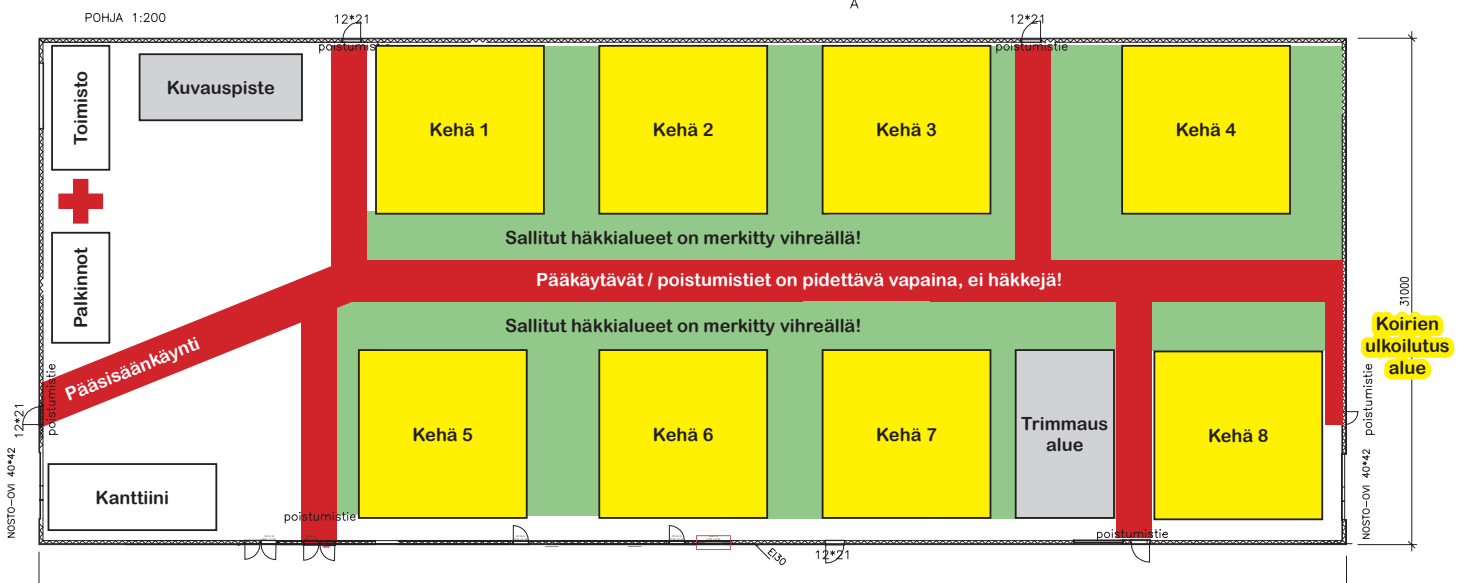 POHJA 1:200
A
12*21
12*21
poistumistie
poistumistie
Toimisto
Kuvauspiste
Kehä 1
Kehä 2
Kehä 3
Kehä 4
Palkinnot
Sallitut häkkialueet on merkitty vihreällä!
Pääkäytävät / poistumistiet on pidettävä vapaina, ei häkkejä!
31000
Sallitut häkkialueet on merkitty vihreällä!
Koirien
ulkoilutus
alue
Pääsisäänkäynti
poistumistie
12*21
poistumistie
Kehä 5
Kehä 6
Kehä 7
Trimmaus
alue
Kehä 8
NOSTO-OVI 40*42
Kanttiini
NOSTO-OVI 40*42
poistumistie
poistumistie
EI30
12*21